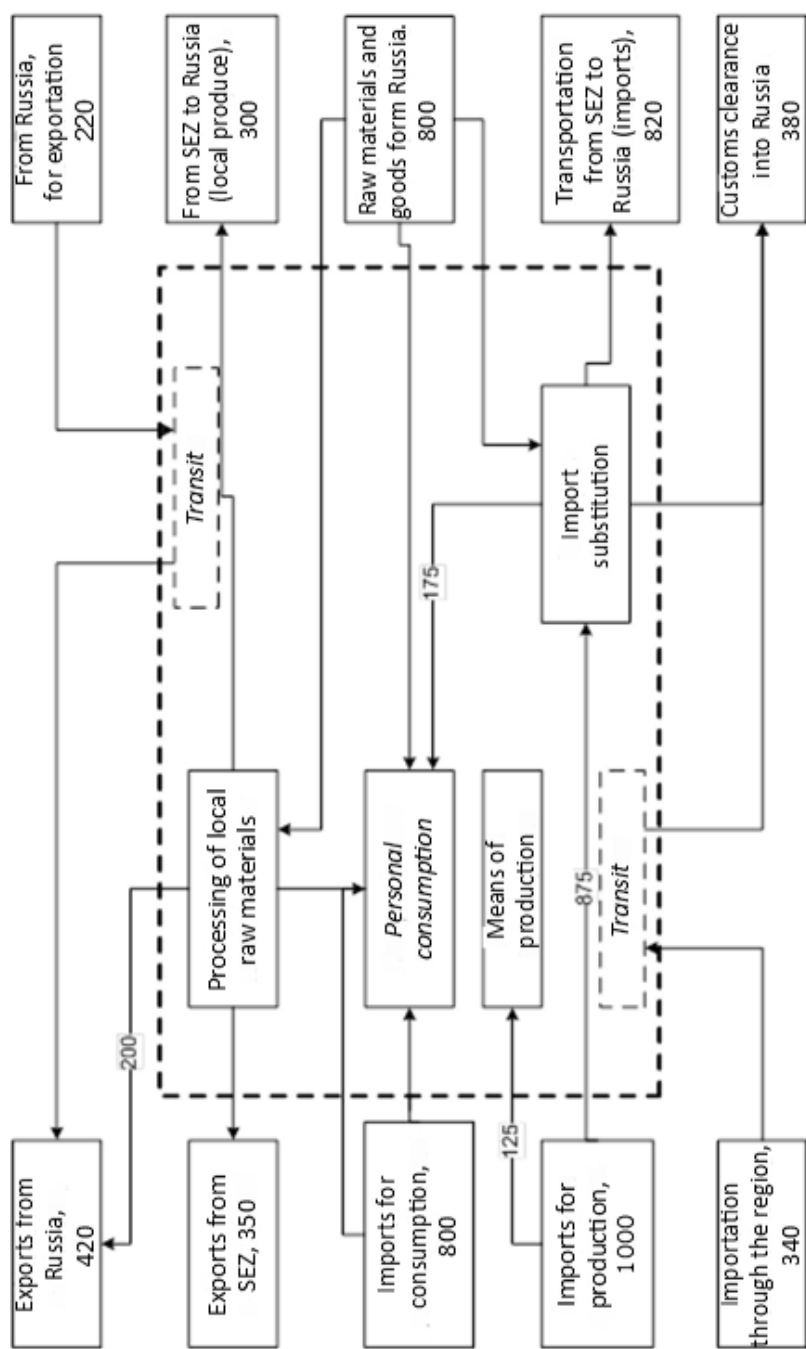 From Russia,
for exportation
220
From SEZ to Russia
(local produce),
300
Raw materials and
goods form Russia.
800
Transportation
from SEZ to
Russia (imports),
820
Customs clearance
into Russia
380
Transit
Import
substitution
175
Processing of local
raw materials
Personal
consumption
Means of
production
875
Transit
200
125
Exports from
Russia,
420
Exports from
SEZ, 350
Imports for
consumption,
800
Imports for
production,
1000
Importation
through the region,
340